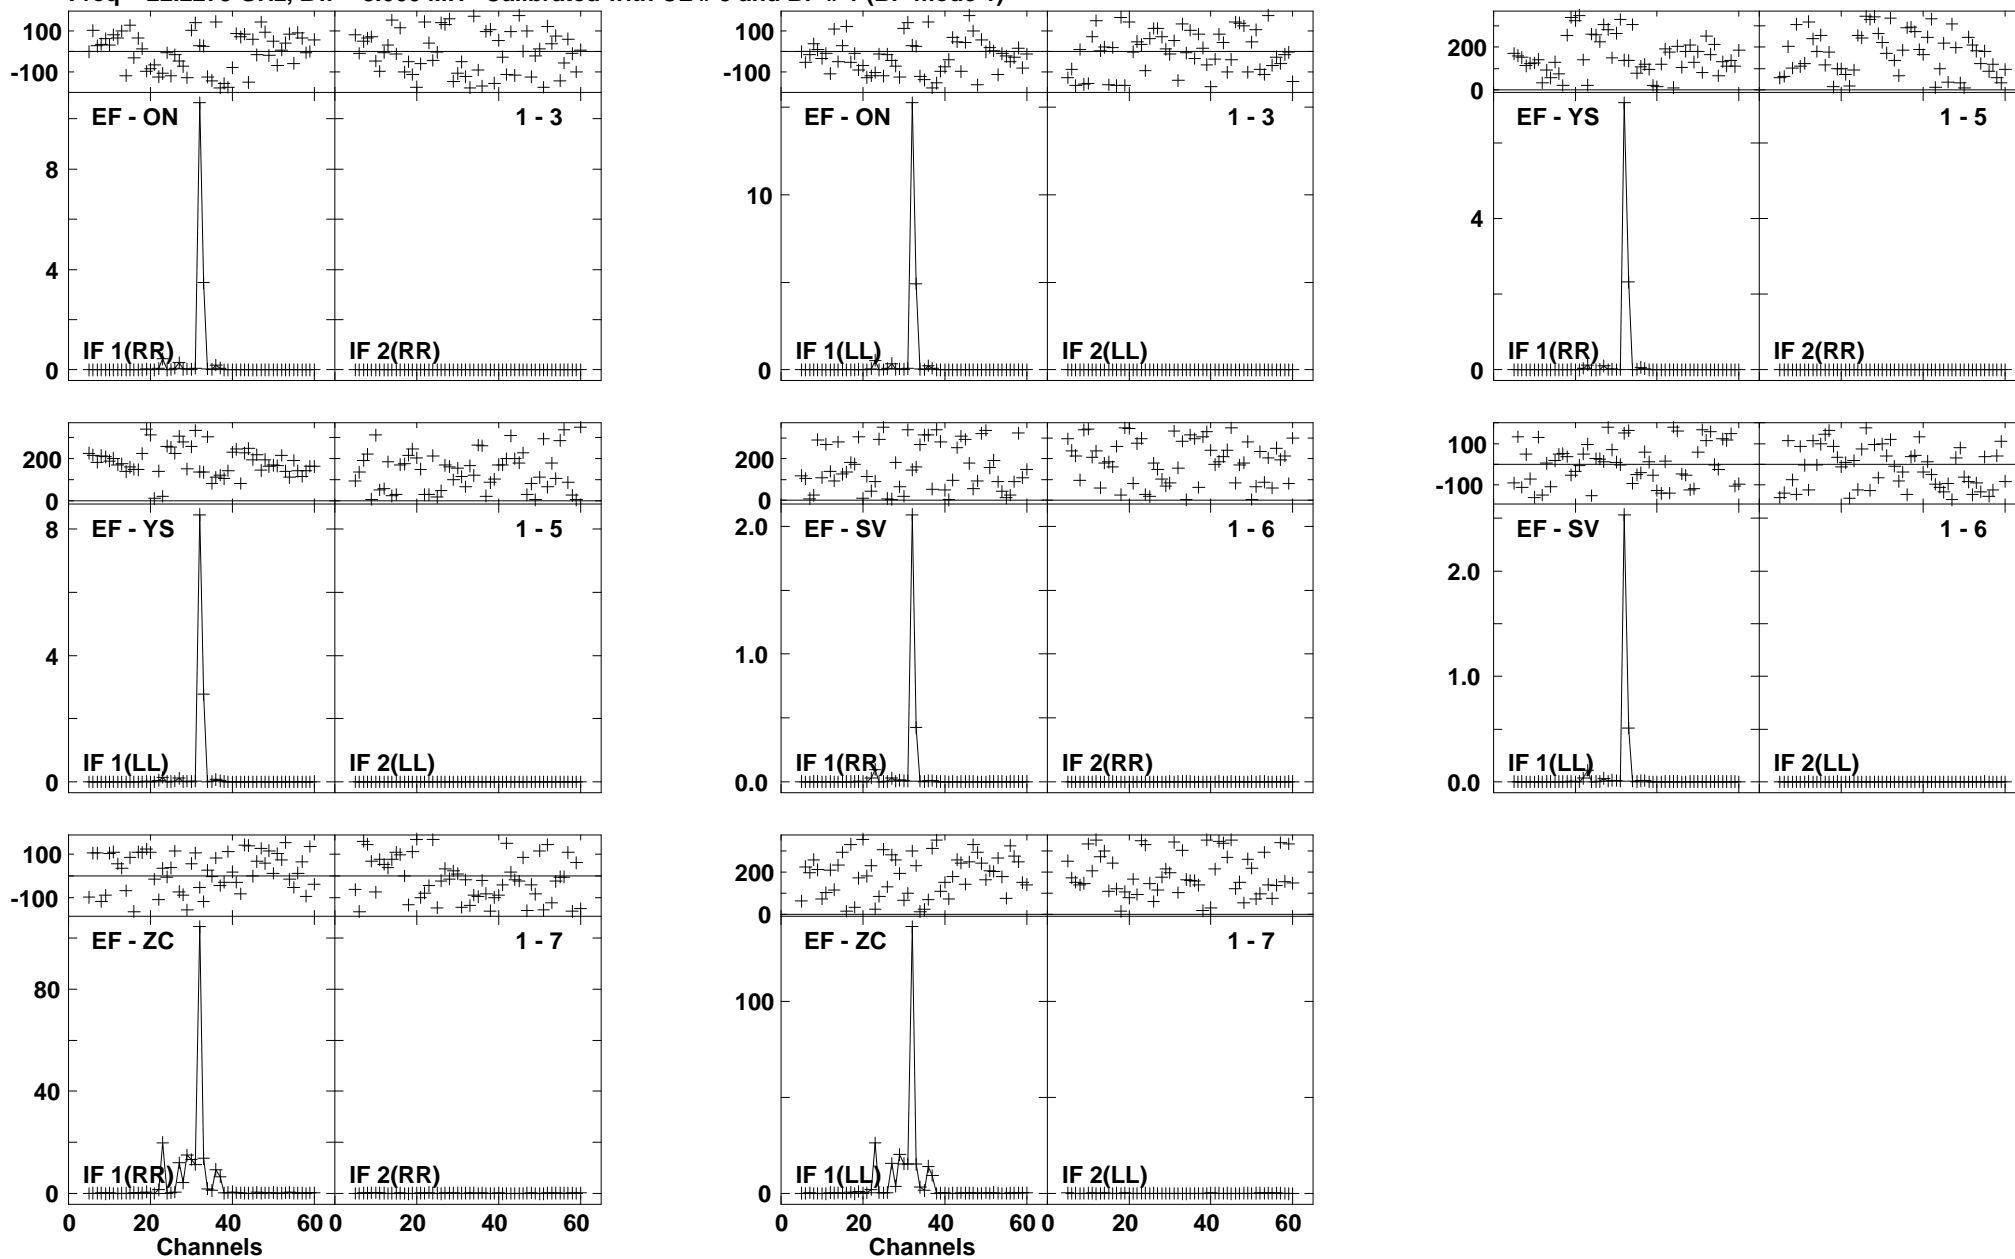 100
-100
EF - ON 1 - 3
8
4
0
IF 1(RR) IF 2(RR)
100
-100
EF - ON 1 - 3
10
0
IF 1(LL) IF 2(LL)
200
0
EF - YS 1 - 5
4
0
IF 1(RR) IF 2(RR)
200
0
EF - YS 1 - 5
8
4
0
IF 1(LL) IF 2(LL)
200
0
EF - SV 1 - 6
2.0
1.0
0.0
IF 1(RR) IF 2(RR)
100
-100
EF - SV 1 - 6
2.0
1.0
0.0
IF 1(LL) IF 2(LL)
100
-100
EF - ZC 1 - 7
80
40
0
IF 1(RR) IF 2(RR)
0 20 40 60 0 20 40 60
Channels
200
0
EF - ZC 1 - 7
100
0
IF 1(LL) IF 2(LL)
0 20 40 60 0 20 40 60
Channels